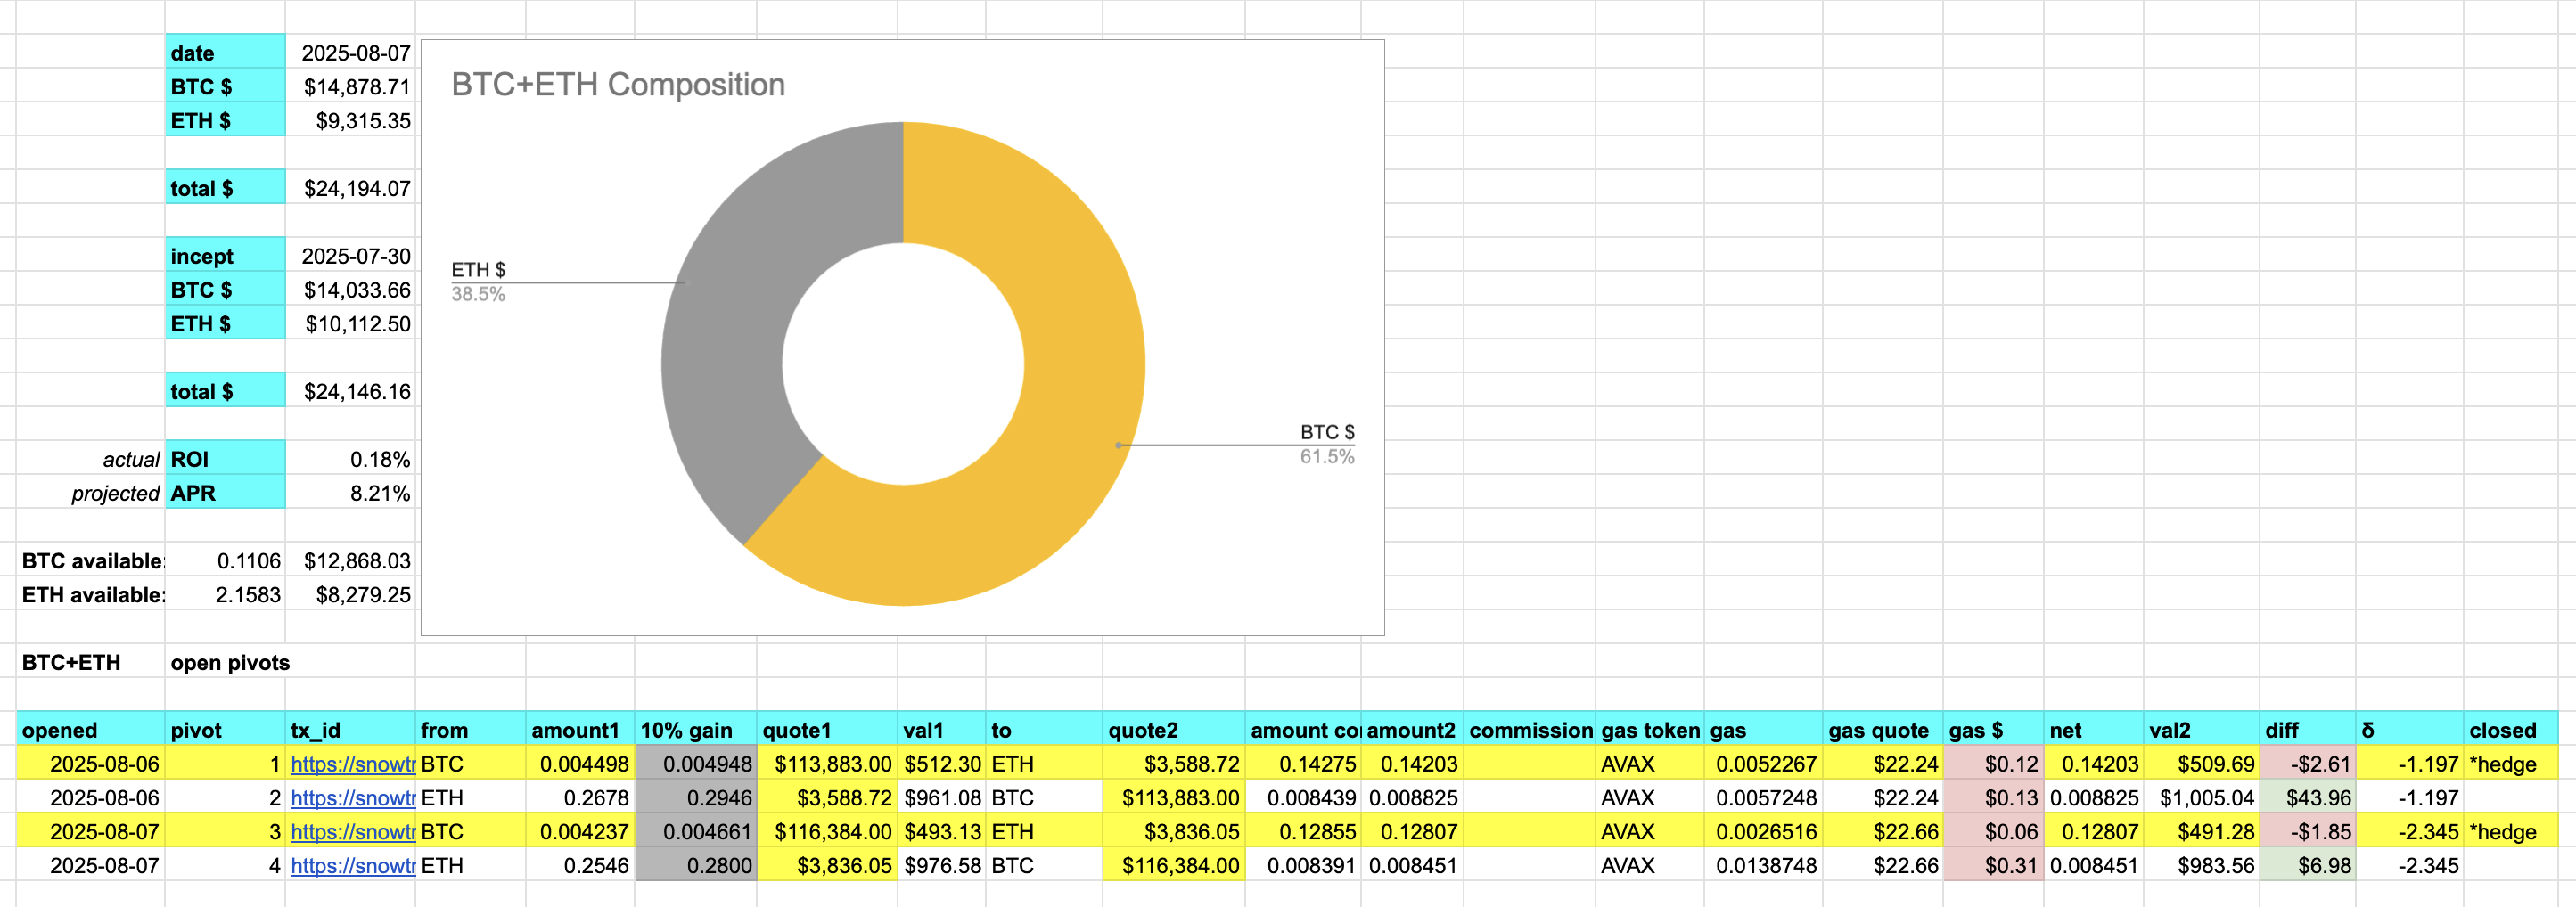 date 2025-08-07
BTC $ $14,878.71
ETH $ $9,315.35
total $ $24,194.07
incept 2025-07-30
BTC $ $14,033.66
ETH $ $10,112.50
total $ $24,146.16
actual ROI 0.18%
projected APR 8.21%
BTC available: 0.1106 $12,868.03
ETH available: 2.1583 $8,279.25
BTC+ETH Composition
ETH $
38.5%
BTC $
61.5%
BTC+ETH open pivots
opened pivot tx_id from amount1 10% gain quote1 val1 to quote2 amount co amount2 commission gas token gas gas quote gas $ net val2 diff δ closed
2025-08-06 1 https://snowtr BTC 0.004498 0.004948 $113,883.00 $512.30 ETH $3,588.72 0.14275 0.14203 AVAX 0.0052267 $22.24 $0.12 0.14203 $509.69 -$2.61 -1.197 *hedge
2025-08-06 2 https://snowtr ETH 0.2678 0.2946 $3,588.72 $961.08 BTC $113,883.00 0.008439 0.008825 AVAX 0.0057248 $22.24 $0.13 0.008825 $1,005.04 $43.96 -1.197
2025-08-07 3 https://snowtr BTC 0.004237 0.004661 $116,384.00 $493.13 ETH $3,836.05 0.12855 0.12807 AVAX 0.0026516 $22.66 $0.06 0.12807 $491.28 -$1.85 -2.345 *hedge
2025-08-07 4 https://snowtr ETH 0.2546 0.2800 $3,836.05 $976.58 BTC $116,384.00 0.008391 0.008451 AVAX 0.0138748 $22.66 $0.31 0.008451 $983.56 $6.98 -2.345